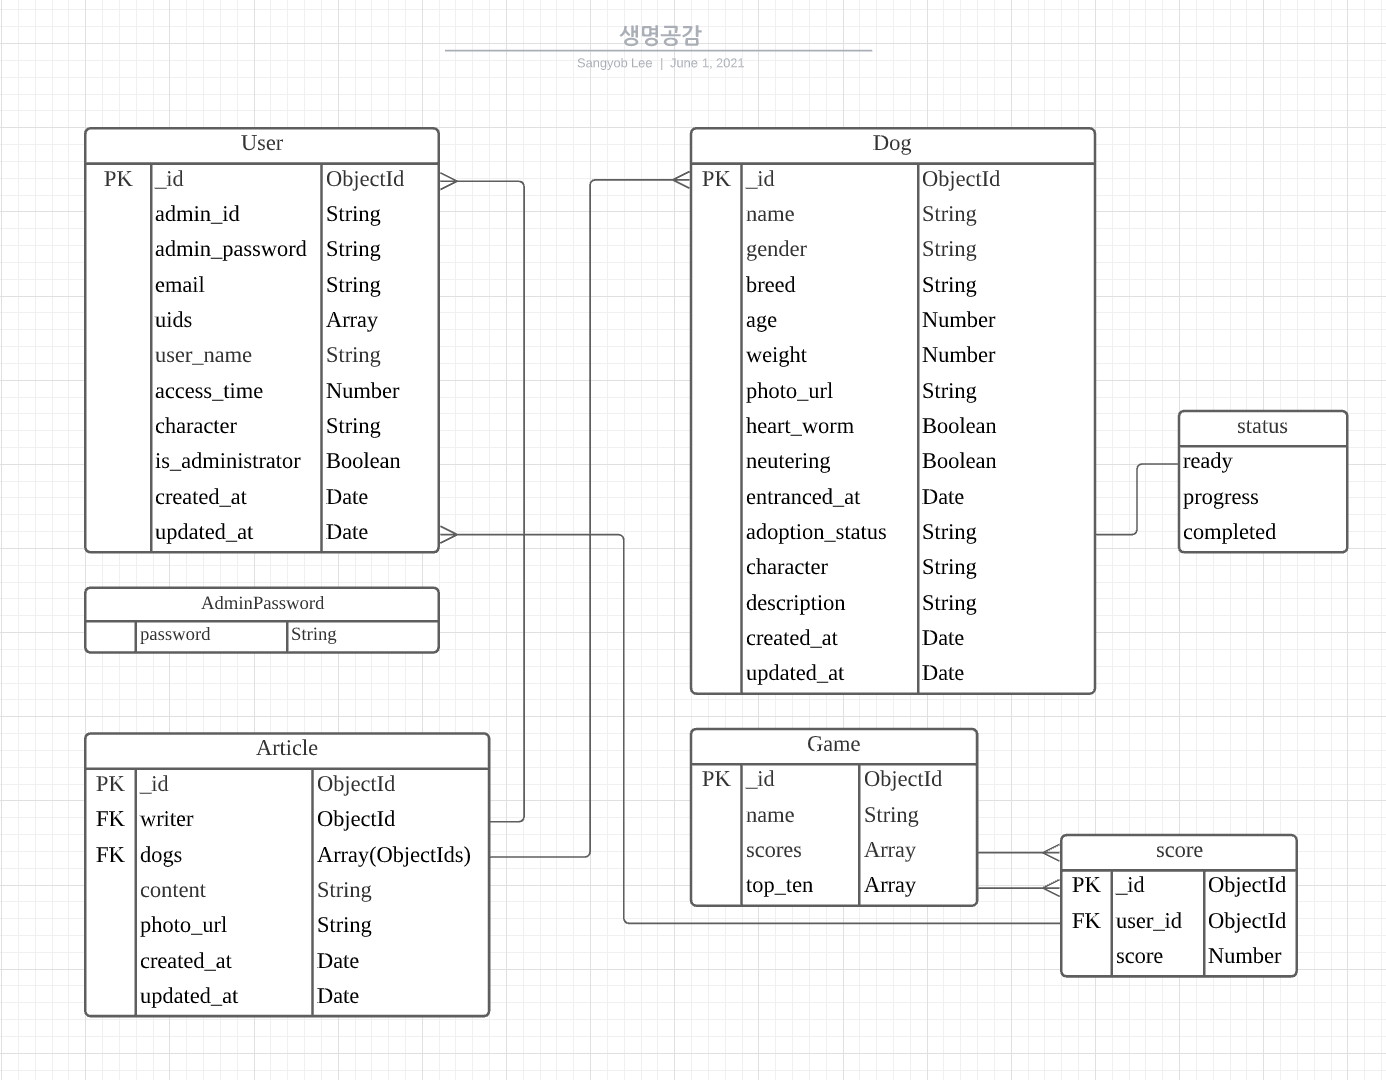 생명공감
Sangyob Lee | June 1, 2021
User
PK _id ObjectId
admin_id String
admin_password String
email String
uids Array
user_name String
access_time Number
character String
is_administrator Boolean
created_at Date
updated_at Date
AdminPassword
password String
Article
PK _id ObjectId
FK writer ObjectId
FK dogs Array(ObjectIds)
content String
photo_url String
created_at Date
updated_at Date
Dog
PK _id ObjectId
name String
gender String
breed String
age Number
weight Number
photo_url String
heart_worm Boolean
neutering Boolean
entranced_at Date
adoption_status String
character String
description String
created_at Date
updated_at Date
status
ready
progress
completed
Game
PK _id ObjectId
name String
scores Array
top_ten Array
score
PK _id ObjectId
FK user_id ObjectId
score Number